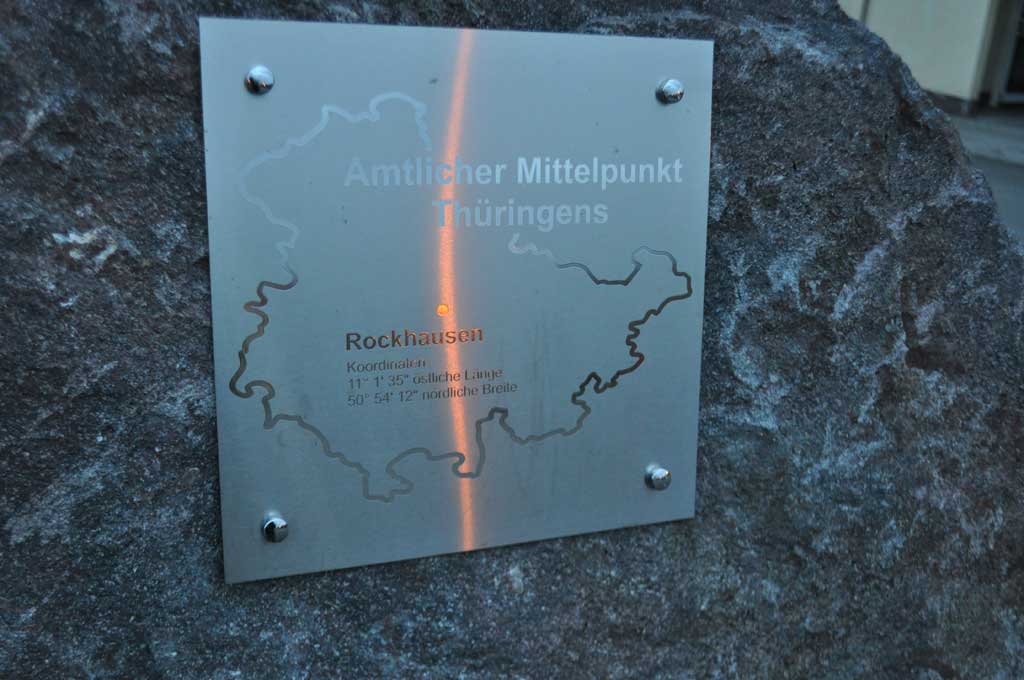 Amtlicher Mittelpunkt
Thüringens
Rockhausen
Koordinaten
11° 1' 35" östliche Länge
50° 54' 12" nördliche Breite